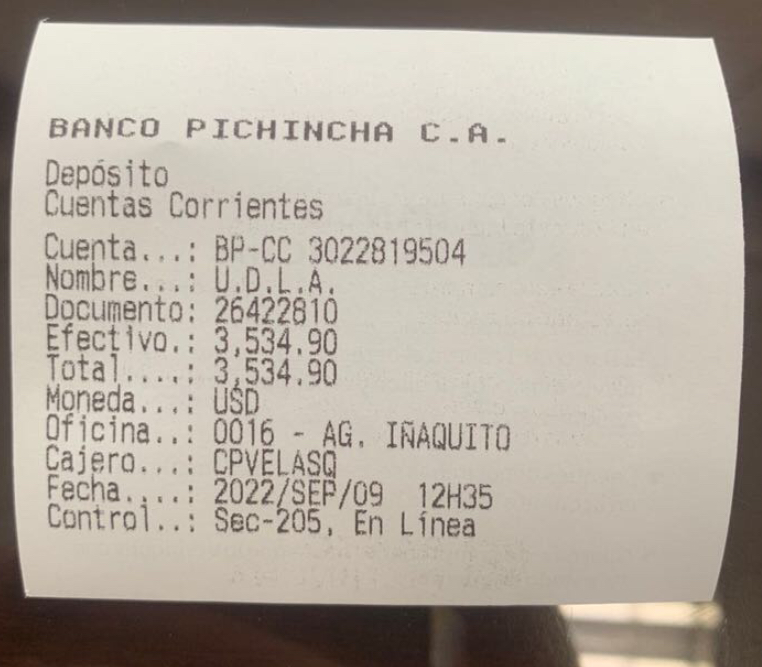 BANCO PICHINCHA C.A.
Depósito
Cuentas Corrientes
Cuenta...: BP-CC 3022819504
Nombre...: U.D.L.A.
Documento: 26422810
Efectivo.: 3,534.90
Total....: 3,534.90
Moneda...: USD
Oficina..: 0016 - AG. IÑAQUITO
Cajero...: CPVELASQ
Fecha....: 2022/SEP/09 12H35
Control..: Sec-205, En Línea